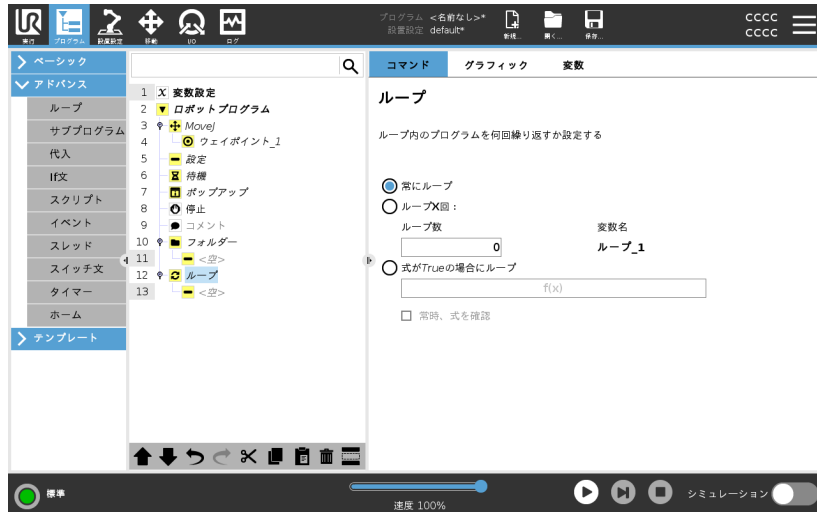 UR
実行 プログラム 設置設定 移動 I/O ログ
プログラム <名前なし>*
設置設定 default*
新規... 開く... 保存...
CCCC
CCCC
ベーシック
アドバンス
ループ
サブプログラム
代入
If文
スクリプト
イベント
スレッド
スイッチ文
タイマー
ホーム
テンプレート
1 X 変数設定
2 ロボットプログラム
3 MoveJ
4 ウェイポイント_1
5 設定
6 待機
7 ポップアップ
8 停止
9 コメント
10 フォルダー
11 <空>
12 ループ
13 <空>
コマンド グラフィック 変数
ループ
ループ内のプログラムを何回繰り返すか設定する
常にループ
ループX回：
ループ数 変数名
0 ループ_1
式がTrueの場合にループ
f(x)
常時、式を確認
標準
速度 100%
シミュレーション